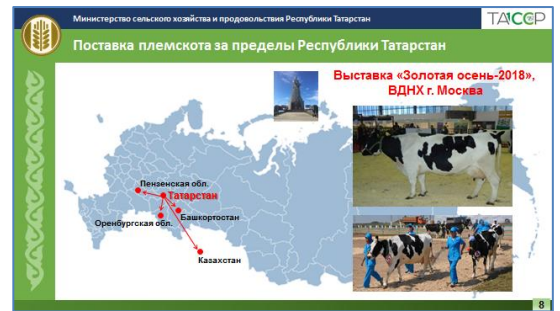 Министерство сельского хозяйства и продовольствия Республики Татарстан
ТАССР
Поставка племскота за пределы Республики Татарстан
Выставка «Золотая осень-2018»,
ВДНХ г. Москва
Пензенская обл.
Татарстан
Башкортостан
Оренбургская обл.
Казахстан
8